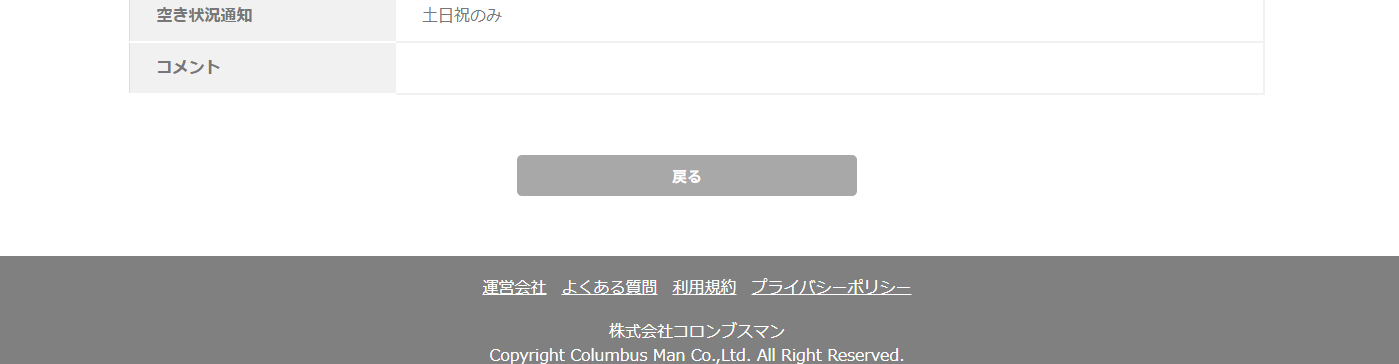 空き状況通知 土日祝のみ
コメント
戻る
運営会社 よくある質問 利用規約 プライバシーポリシー
株式会社コロンブスマン
Copyright Columbus Man Co.,Ltd. All Right Reserved.